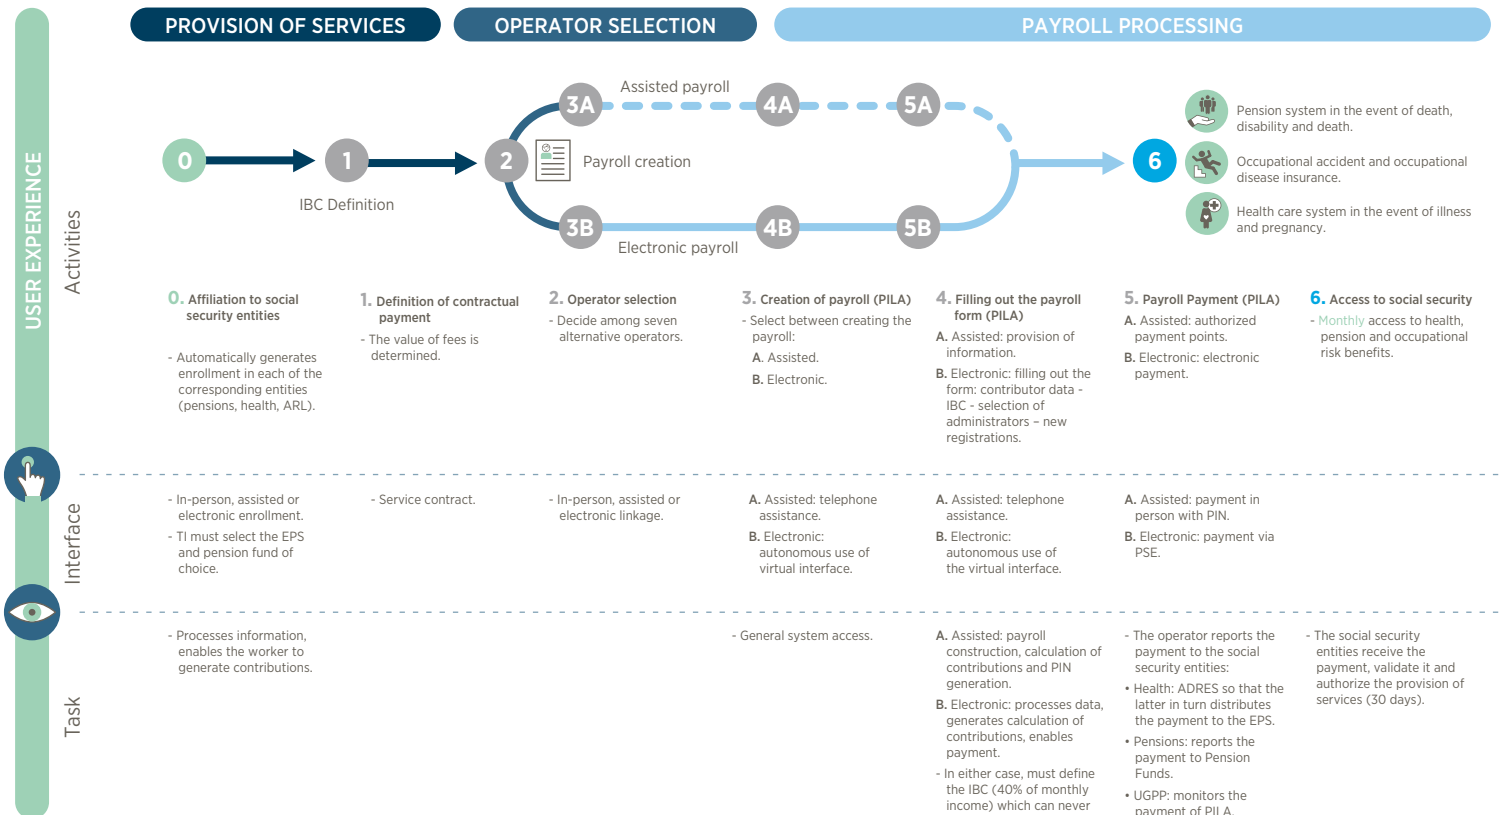 PROVISION OF SERVICES
OPERATOR SELECTION
PAYROLL PROCESSING
USER EXPERIENCE
Activities
0
1
IBC Definition
2
Payroll creation
3A
Assisted payroll
4A
5A
3B
Electronic payroll
4B
5B
6
Pension system in the event of death,
disability and death.
Occupational accident and occupational
disease insurance.
Health care system in the event of illness
and pregnancy.
0. Affiliation to social
security entities
- Automatically generates
enrollment in each of the
corresponding entities
(pensions, health, ARL).
1. Definition of contractual
payment
- The value of fees is
determined.
2. Operator selection
- Decide among seven
alternative operators.
3. Creation of payroll (PILA)
- Select between creating the
payroll:
A. Assisted.
B. Electronic.
4. Filling out the payroll
form (PILA)
A. Assisted: provision of
information.
B. Electronic: filling out the
form: contributor data -
IBC - selection of
administrators – new
registrations.
5. Payroll Payment (PILA)
A. Assisted: authorized
payment points.
B. Electronic: electronic
payment.
6. Access to social security
- Monthly access to health,
pension and occupational
risk benefits.
Interface
- In-person, assisted or
electronic enrollment.
- TI must select the EPS
and pension fund of
choice.
- Service contract.
- In-person, assisted or
electronic linkage.
A. Assisted: telephone
assistance.
B. Electronic:
autonomous use of
virtual interface.
A. Assisted: telephone
assistance.
B. Electronic:
autonomous use of
the virtual interface.
A. Assisted: payment in
person with PIN.
B. Electronic: payment via
PSE.
Task
- Processes information,
enables the worker to
generate contributions.
- General system access.
A. Assisted: payroll
construction, calculation of
contributions and PIN
generation.
B. Electronic: processes data,
generates calculation of
contributions, enables
payment.
- In either case, must define
the IBC (40% of monthly
income) which can never
- The operator reports the
payment to the social
security entities:
• Health: ADRES so that the
latter in turn distributes
the payment to the EPS.
• Pensions: reports the
payment to Pension
Funds.
• UGPP: monitors the
payment of PILA.
- The social security
entities receive the
payment, validate it and
authorize the provision of
services (30 days).